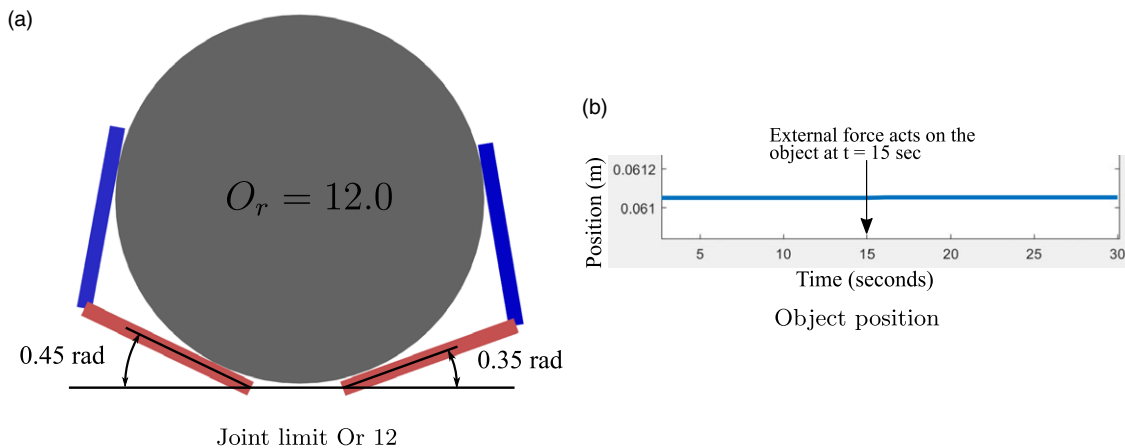 (a)
O_r = 12.0
0.45 rad
0.35 rad
Joint limit Or 12
(b)
External force acts on the
object at t = 15 sec
Position (m)
0.0612
0.061
5 10 15 20 25 30
Time (seconds)
Object position